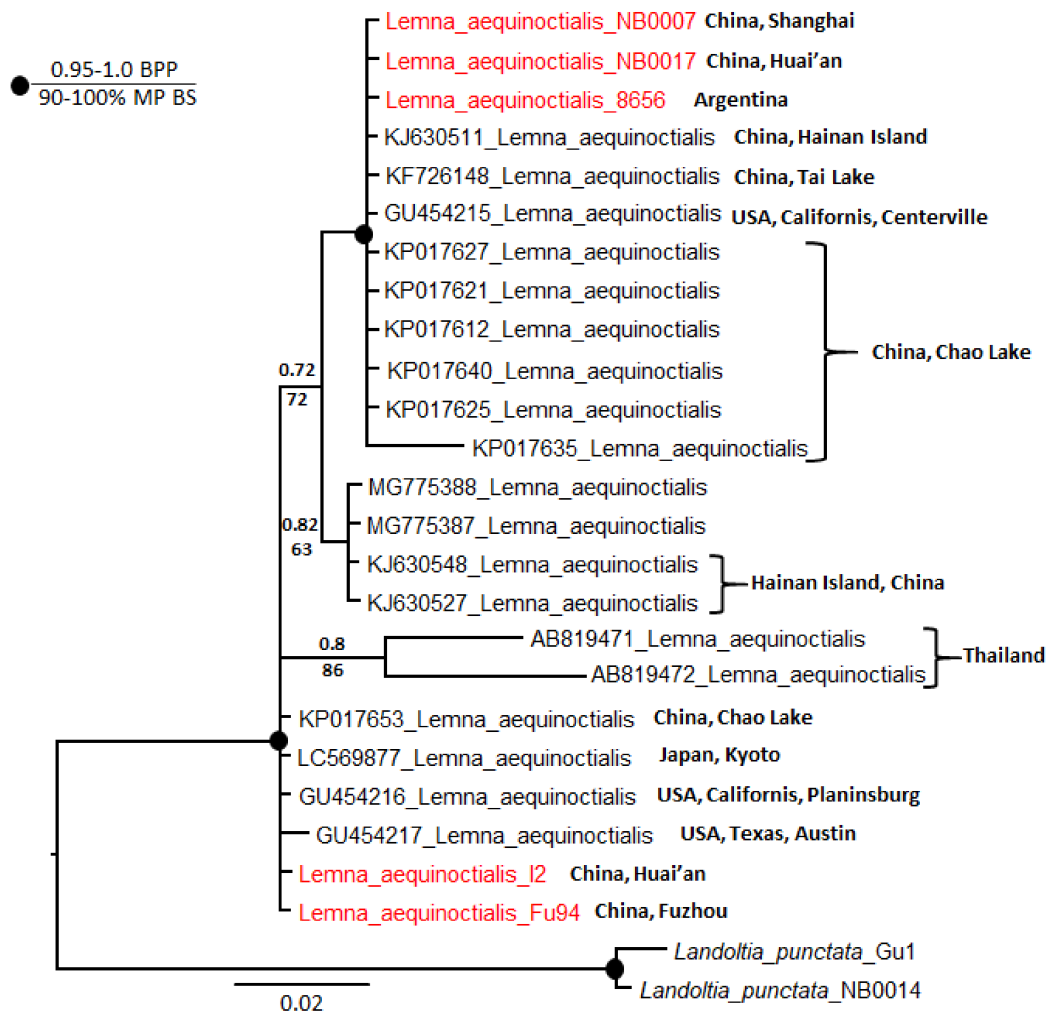 0.95-1.0 BPP
90-100% MP BS
Lemna_aequinoctialis_NB0007 China, Shanghai
Lemna_aequinoctialis_NB0017 China, Huai’an
Lemna_aequinoctialis_8656 Argentina
KJ630511_Lemna_aequinoctialis China, Hainan Island
KF726148_Lemna_aequinoctialis China, Tai Lake
GU454215_Lemna_aequinoctialis USA, Californis, Centerville
KP017627_Lemna_aequinoctialis
KP017621_Lemna_aequinoctialis
KP017612_Lemna_aequinoctialis
China, Chao Lake
KP017640_Lemna_aequinoctialis
0.72
72
KP017625_Lemna_aequinoctialis
KP017635_Lemna_aequinoctialis
MG775388_Lemna_aequinoctialis
MG775387_Lemna_aequinoctialis
0.82
63
KJ630548_Lemna_aequinoctialis
Hainan Island, China
KJ630527_Lemna_aequinoctialis
0.8
86
AB819471_Lemna_aequinoctialis
Thailand
AB819472_Lemna_aequinoctialis
KP017653_Lemna_aequinoctialis China, Chao Lake
LC569877_Lemna_aequinoctialis Japan, Kyoto
GU454216_Lemna_aequinoctialis USA, Californis, Planinsburg
GU454217_Lemna_aequinoctialis USA, Texas, Austin
Lemna_aequinoctialis_I2 China, Huai’an
Lemna_aequinoctialis_Fu94 China, Fuzhou
Landoltia_punctata_Gu1
Landoltia_punctata_NB0014
0.02